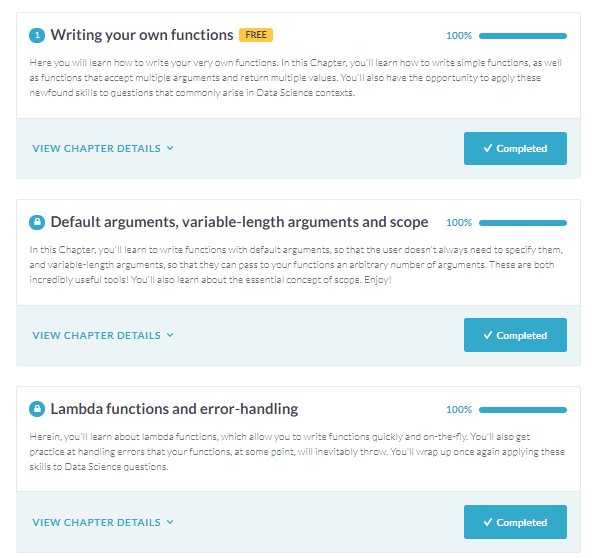 1 Writing your own functions FREE 100%
Here you will learn how to write your very own functions. In this Chapter, you'll learn how to write simple functions, as well
as functions that accept multiple arguments and return multiple values. You'll also have the opportunity to apply these
newfound skills to questions that commonly arise in Data Science contexts.
VIEW CHAPTER DETAILS Completed
Default arguments, variable-length arguments and scope 100%
In this Chapter, you'll learn to write functions with default arguments, so that the user doesn't always need to specify them,
and variable-length arguments, so that they can pass to your functions an arbitrary number of arguments. These are both
incredibly useful tools! You'll also learn about the essential concept of scope. Enjoy!
VIEW CHAPTER DETAILS Completed
Lambda functions and error-handling 100%
Herein, you'll learn about lambda functions, which allow you to write functions quickly and on-the-fly. You'll also get
practice at handling errors that your functions, at some point, will inevitably throw. You'll wrap up once again applying these
skills to Data Science questions.
VIEW CHAPTER DETAILS Completed